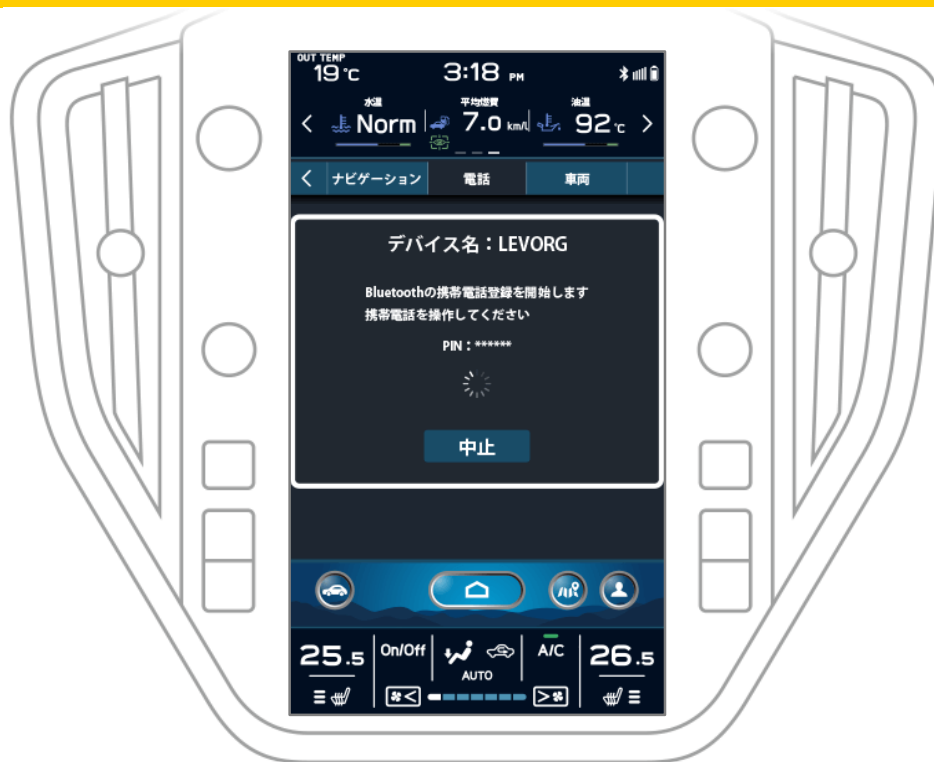 OUT TEMP
19℃ 3:18 PM
水温 平均燃費 油温
Norm 7.0 km/L 92℃
ナビゲーション 電話 車両
デバイス名：LEVORG
Bluetoothの携帯電話登録を開始します
携帯電話を操作してください
PIN：******
中止
25.5 On/Off AUTO A/C 26.5